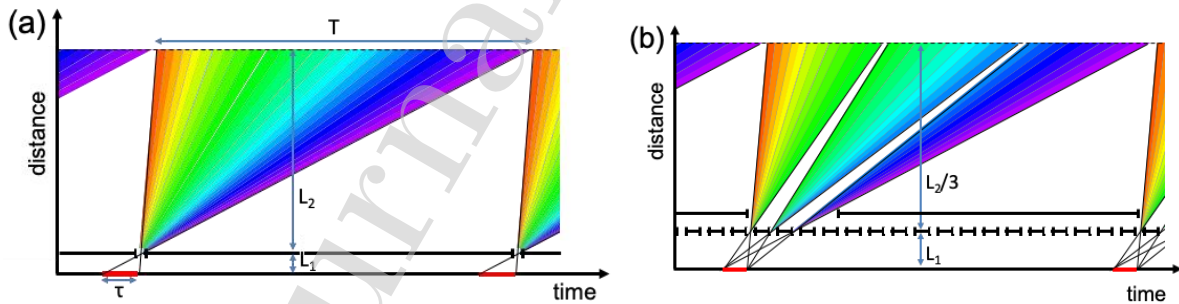 (a)
T
distance
L₂
L₁
τ
time
(b)
distance
L₂/3
L₁
time